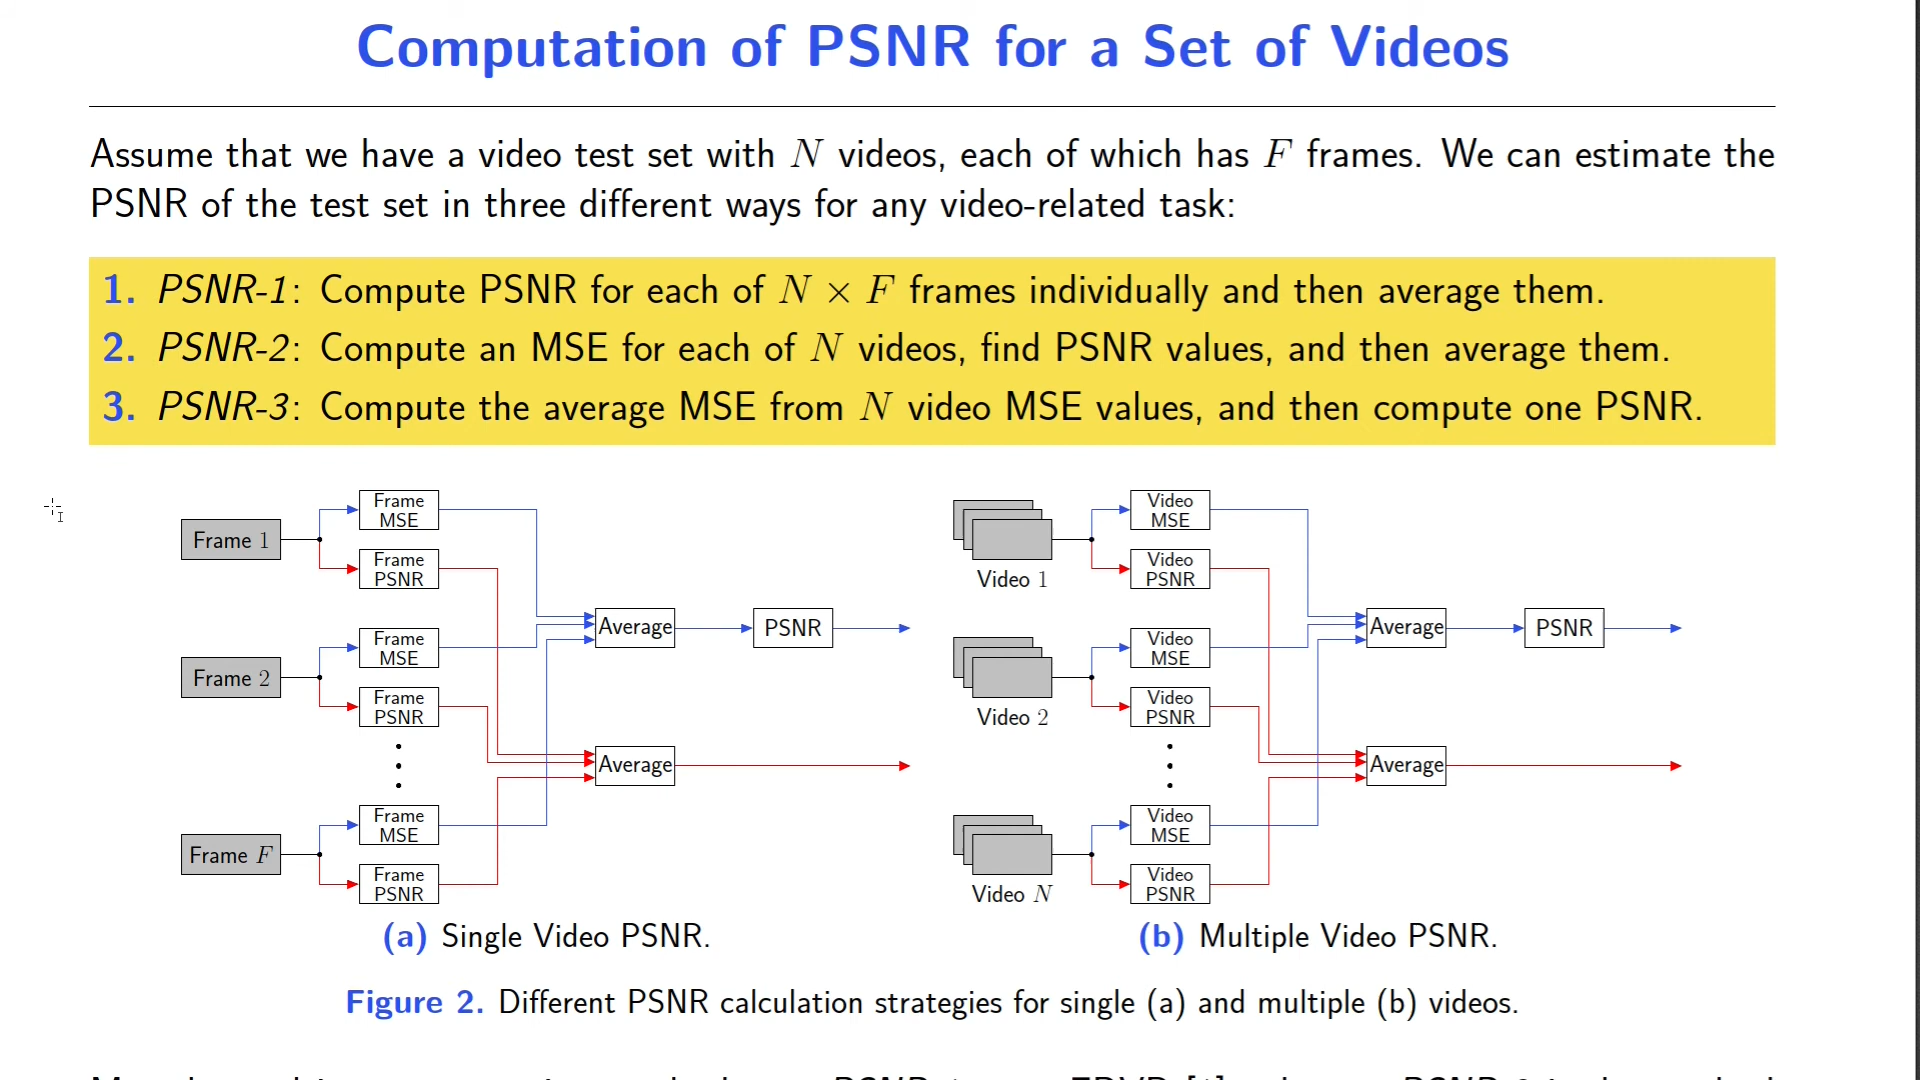 Computation of PSNR for a Set of Videos
Assume that we have a video test set with N videos, each of which has F frames. We can estimate the
PSNR of the test set in three different ways for any video-related task:
1. PSNR-1: Compute PSNR for each of N × F frames individually and then average them.
2. PSNR-2: Compute an MSE for each of N videos, find PSNR values, and then average them.
3. PSNR-3: Compute the average MSE from N video MSE values, and then compute one PSNR.
Frame 1
Frame
MSE
Frame
PSNR
Frame 2
Frame
MSE
Frame
PSNR
Frame F
Frame
MSE
Frame
PSNR
Average
PSNR
Average
(a) Single Video PSNR.
Video 1
Video
MSE
Video
PSNR
Video 2
Video
MSE
Video
PSNR
Video N
Video
MSE
Video
PSNR
Average
PSNR
Average
(b) Multiple Video PSNR.
Figure 2. Different PSNR calculation strategies for single (a) and multiple (b) videos.